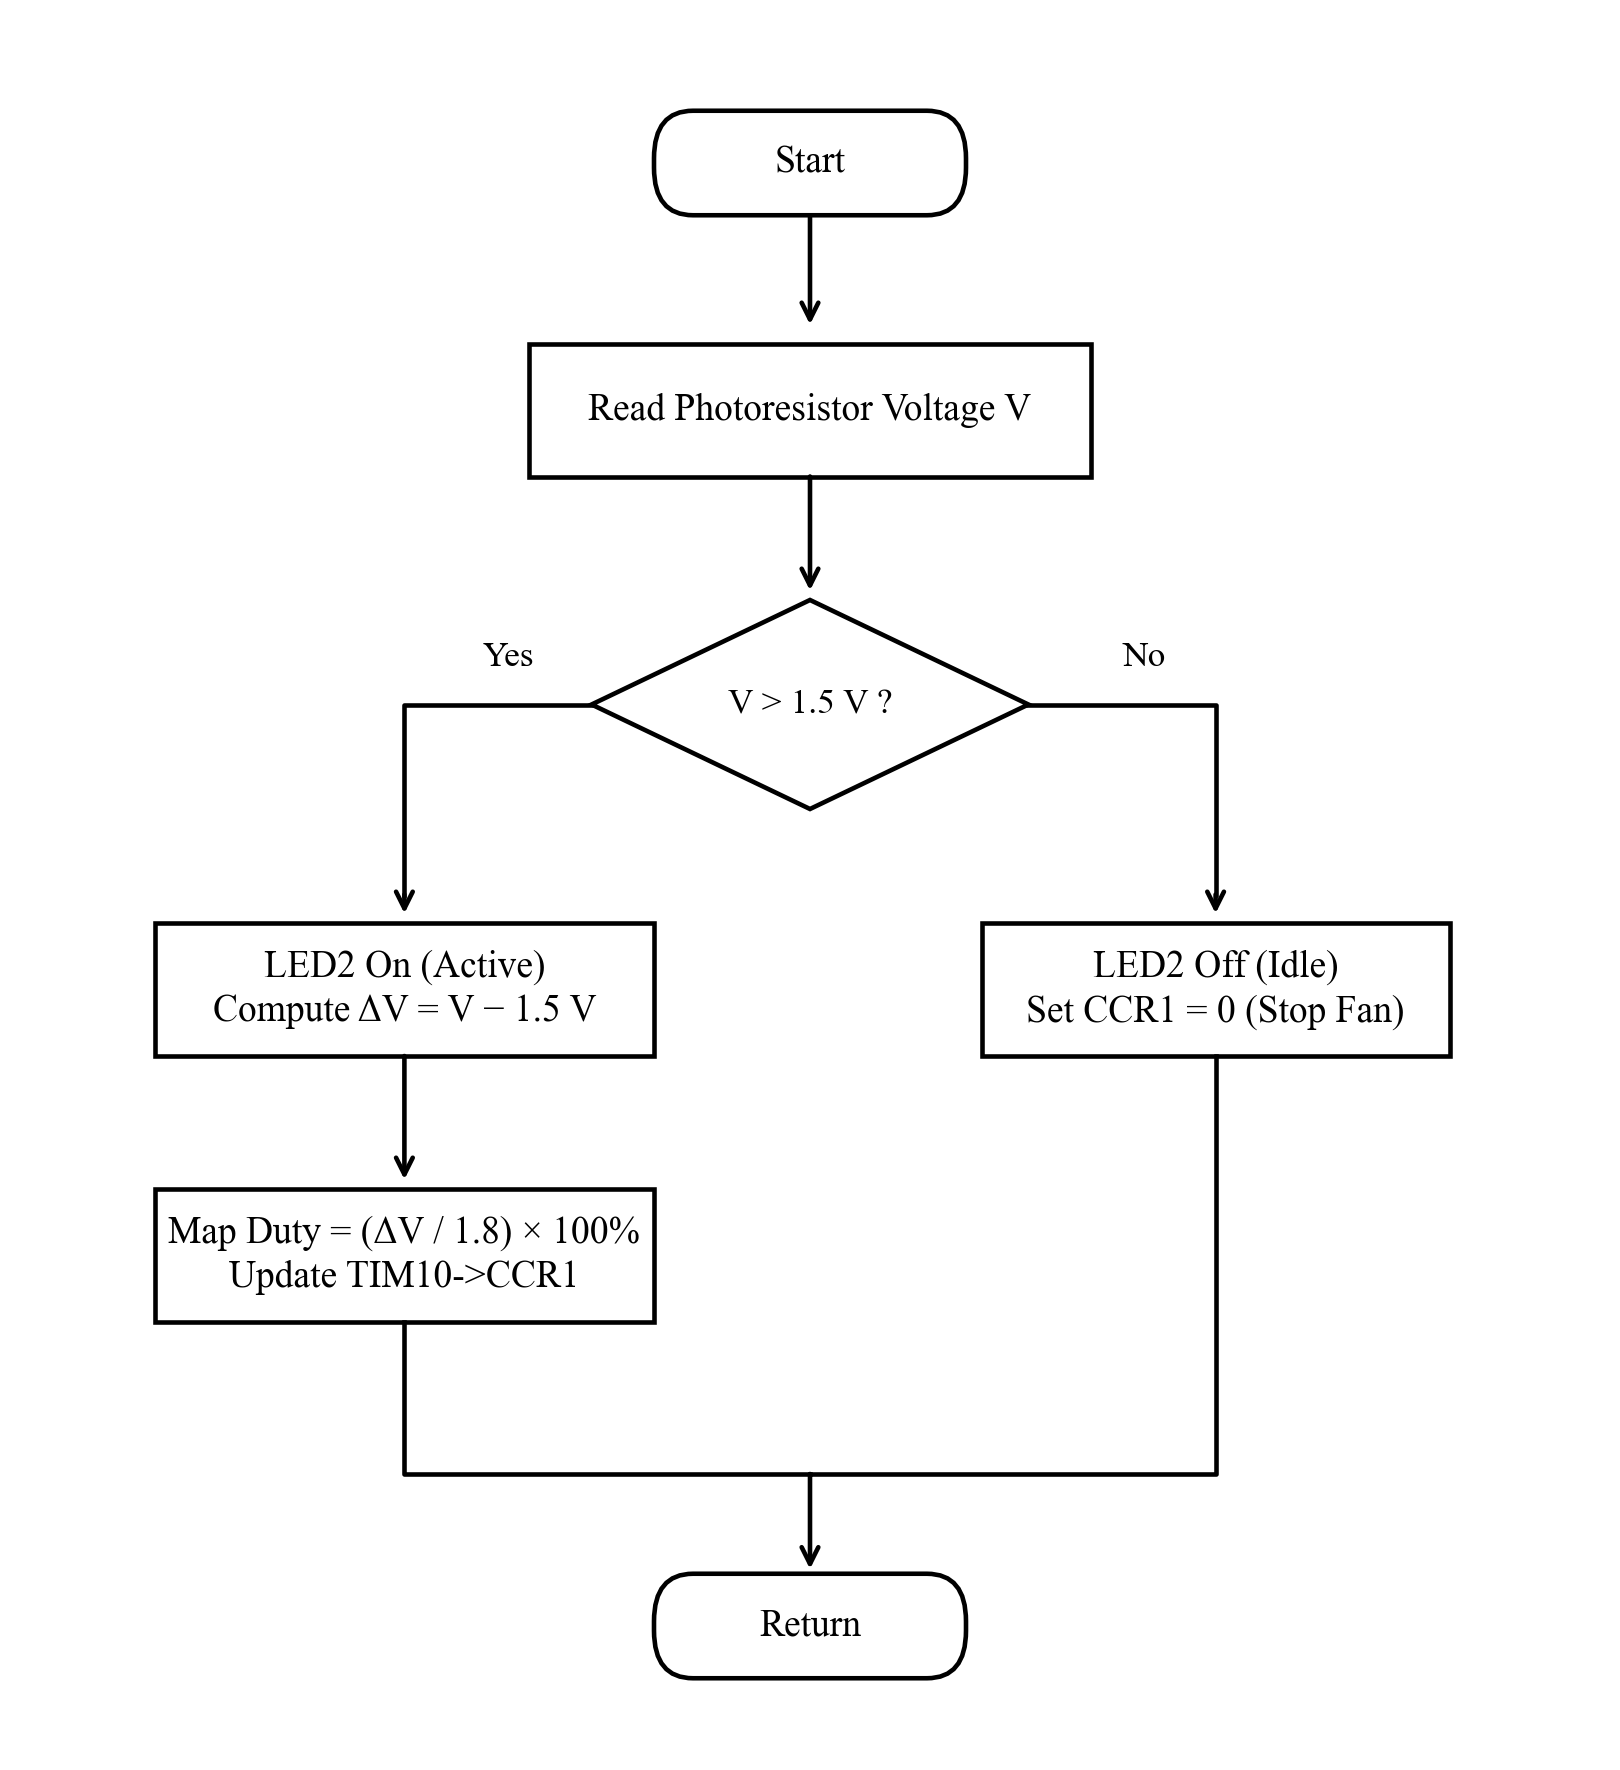 Start
Read Photoresistor Voltage V
Yes
No
V > 1.5 V ?
LED2 On (Active)
Compute ΔV = V − 1.5 V
LED2 Off (Idle)
Set CCR1 = 0 (Stop Fan)
Map Duty = (ΔV / 1.8) × 100%
Update TIM10->CCR1
Return